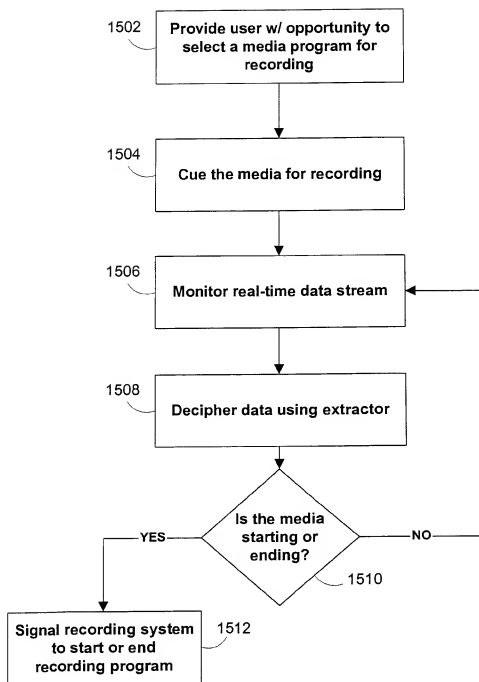 1502
Provide user w/ opportunity to
select a media program for
recording
1504
Cue the media for recording
1506
Monitor real-time data stream
1508
Decipher data using extractor
Is the media
starting or
ending?
YES
NO
1510
Signal recording system
to start or end
recording program
1512